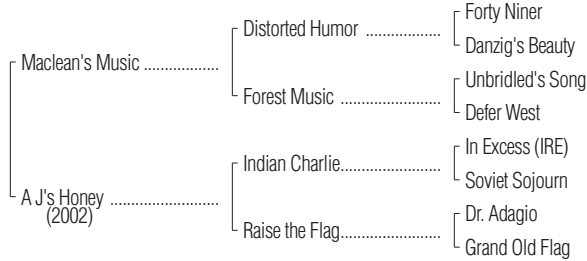 Forty Niner
Distorted Humor ..................
Danzig's Beauty
Maclean's Music ..................
Unbridled's Song
Forest Music ........................
Defer West
In Excess (IRE)
Indian Charlie........................
Soviet Sojourn
A J's Honey ..........................
(2002)
Dr. Adagio
Raise the Flag........................
Grand Old Flag